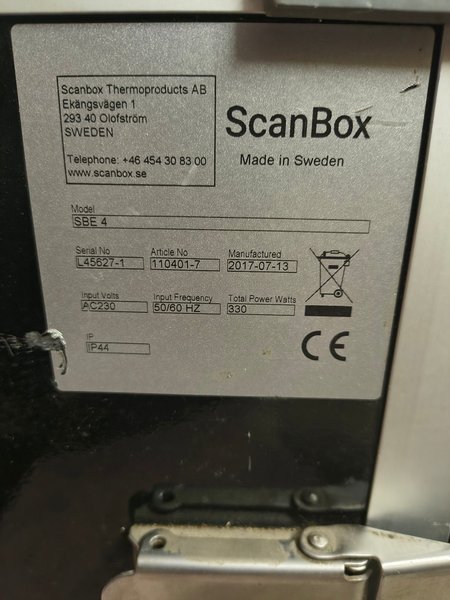 Scanbox Thermoproducts AB
Ekängsvägen 1
293 40 Olofström
SWEDEN
Telephone: +46 454 30 83 00
www.scanbox.se
ScanBox
Made in Sweden
Model
SBE 4
Serial No Article No Manufactured
L45627-1 110401-7 2017-07-13
Input Volts Input Frequency Total Power Watts
AC230 50/60 HZ 330
IP
IP44
CE